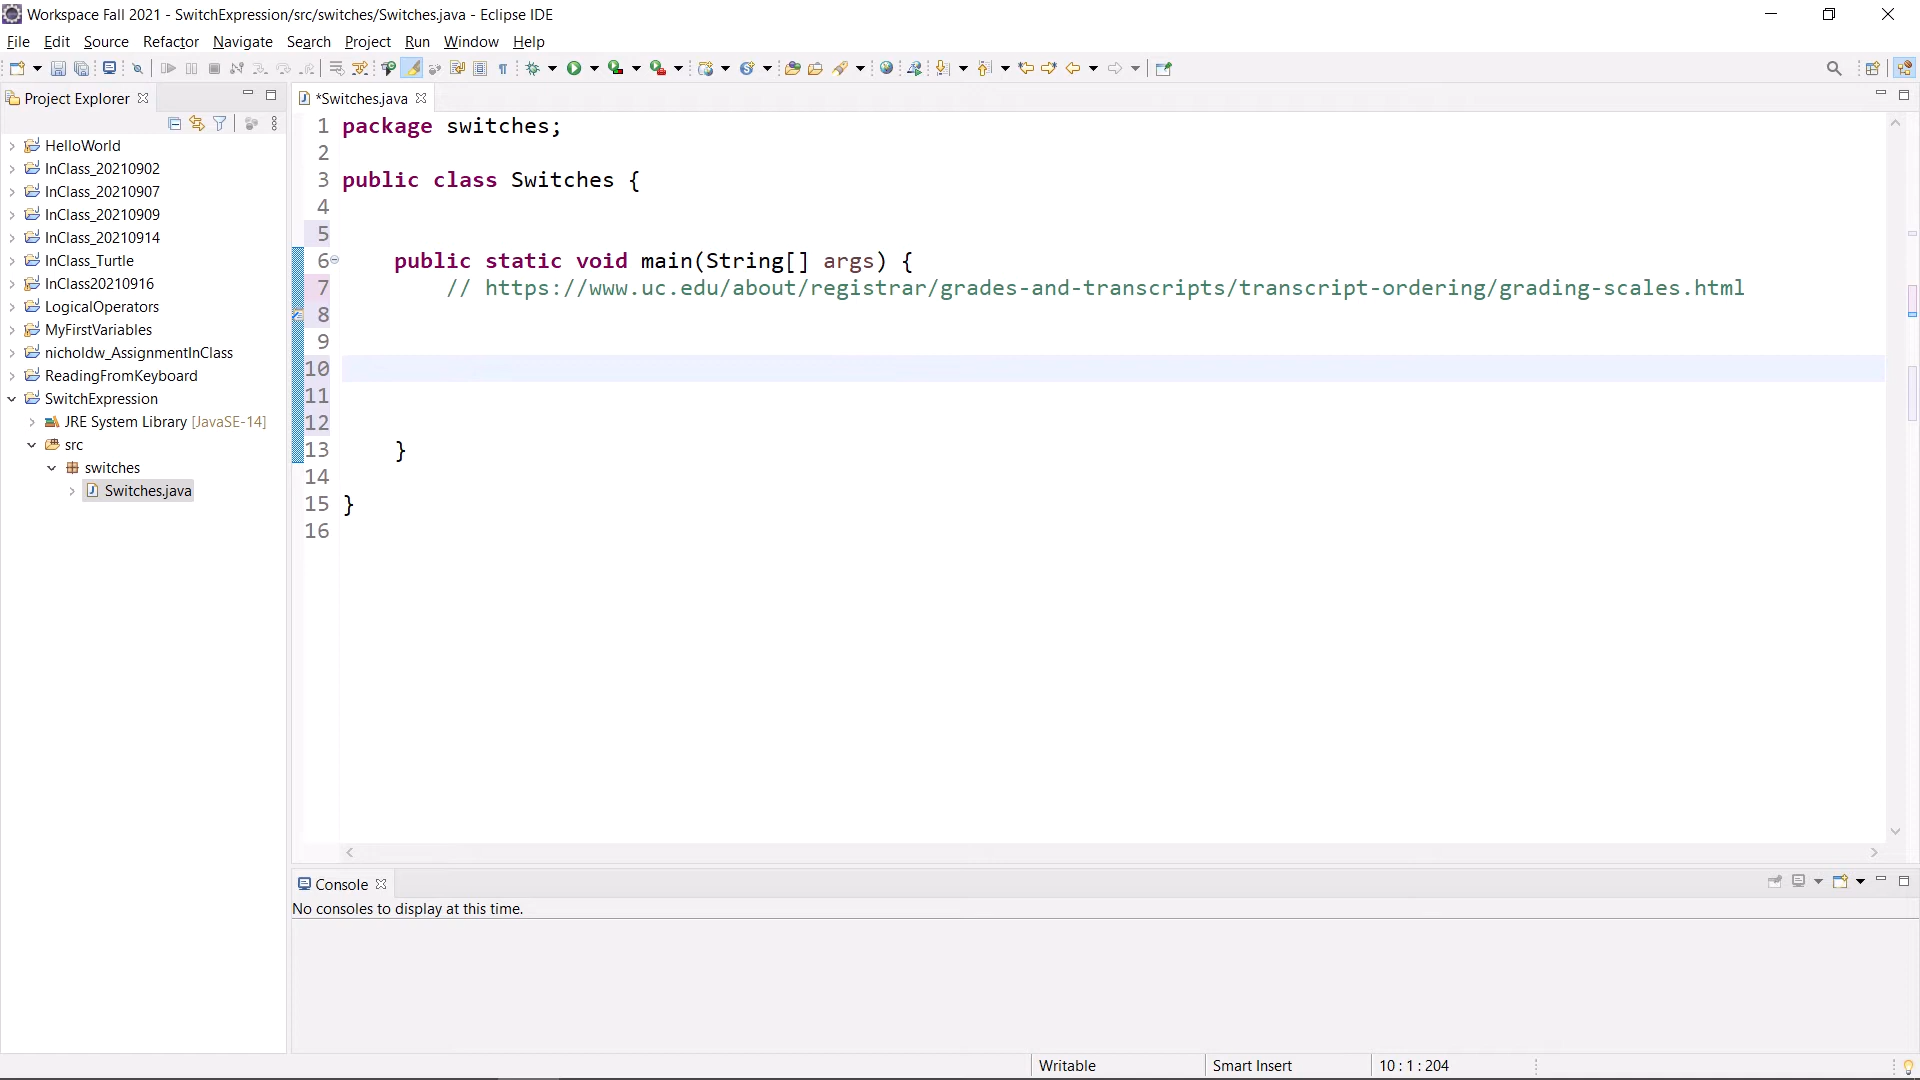 Workspace Fall 2021 - SwitchExpression/src/switches/Switches.java - Eclipse IDE
File Edit Source Refactor Navigate Search Project Run Window Help
Project Explorer
HelloWorld
InClass_20210902
InClass_20210907
InClass_20210909
InClass_20210914
InClass_Turtle
InClass20210916
LogicalOperators
MyFirstVariables
nicholdw_AssignmentInClass
ReadingFromKeyboard
SwitchExpression
JRE System Library [JavaSE-14]
src
switches
Switches.java
*Switches.java
1 package switches;
2
3 public class Switches {
4
5
6 public static void main(String[] args) {
7 // https://www.uc.edu/about/registrar/grades-and-transcripts/transcript-ordering/grading-scales.html
8
9
10
11
12
13 }
14
15 }
16
Console
No consoles to display at this time.
Writable Smart Insert 10 : 1 : 204